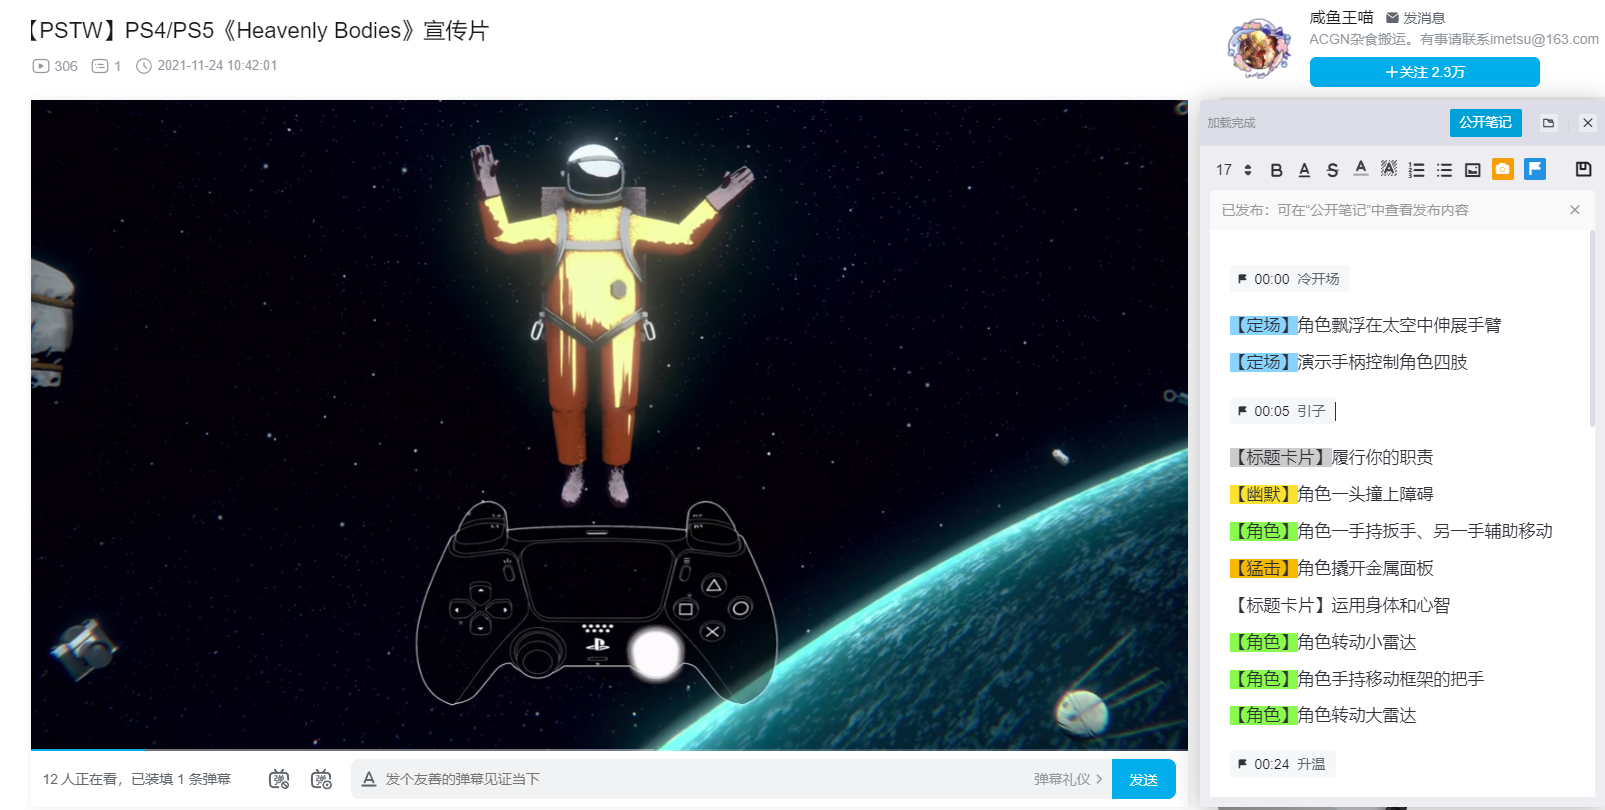 【PSTW】PS4/PS5《Heavenly Bodies》宣传片
306 1 2021-11-24 10:42:01
咸鱼王喵 发消息
ACGN杂食搬运。有事请联系imetsu@163.com
+关注 2.3万
加载完成 公开笔记
17 B A S A A
已发布：可在“公开笔记”中查看发布内容
00:00 冷开场
【定场】角色飘浮在太空中伸展手臂
【定场】演示手柄控制角色四肢
00:05 引子
【标题卡片】履行你的职责
【幽默】角色一头撞上障碍
【角色】角色一手持扳手、另一手辅助移动
【猛击】角色撬开金属面板
【标题卡片】运用身体和心智
【角色】角色转动小雷达
【角色】角色手持移动框架的把手
【角色】角色转动大雷达
00:24 升温
12 人正在看，已装填 1 条弹幕 弹 弹 A 发个友善的弹幕见证当下 弹幕礼仪 > 发送